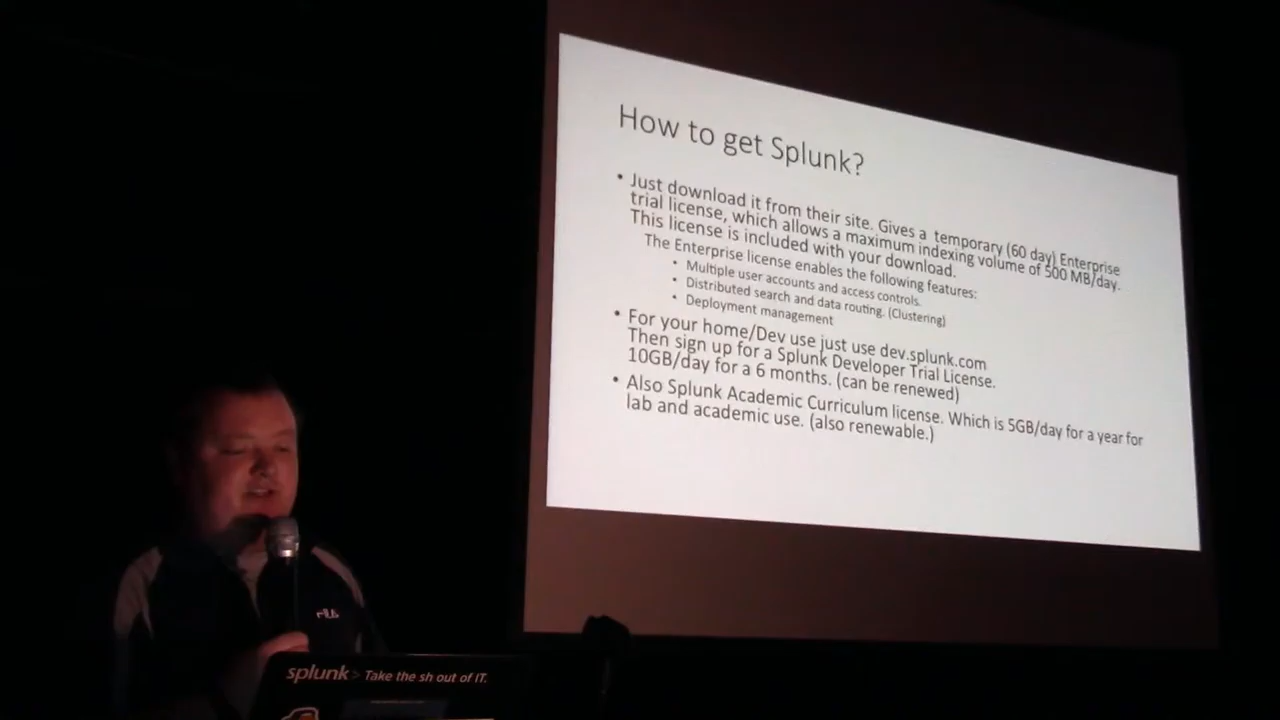 How to get Splunk?
• Just download it from their site. Gives a temporary (60 day) Enterprise
trial license, which allows a maximum indexing volume of 500 MB/day.
This license is included with your download.
The Enterprise license enables the following features:
• Multiple user accounts and access controls.
• Distributed search and data routing. (Clustering)
• Deployment management
• For your home/Dev use just use dev.splunk.com
Then sign up for a Splunk Developer Trial License.
10GB/day for a 6 months. (can be renewed)
• Also Splunk Academic Curriculum license. Which is 5GB/day for a year for
lab and academic use. (also renewable.)
FILA
splunk> Take the sh out of IT.